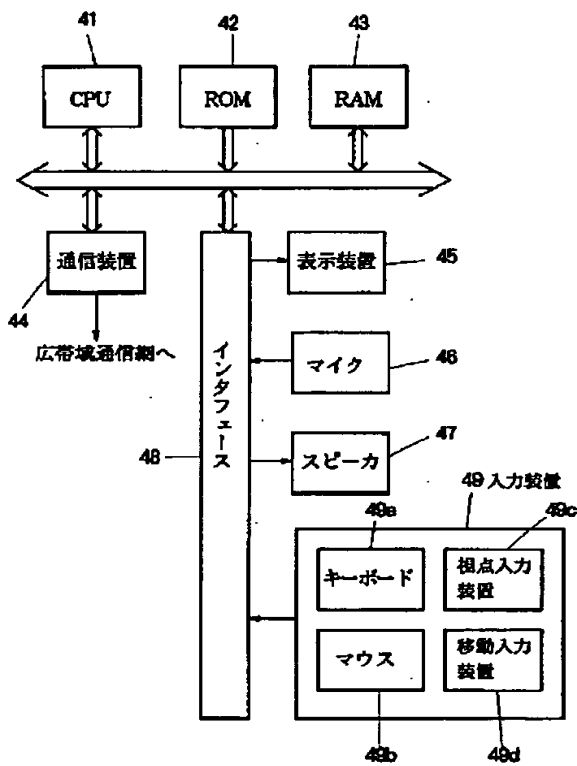 41
42
43
CPU
ROM
RAM
通信装置
44
広帯域通信網へ
インタフェース
48
表示装置
45
マイク
46
スピーカ
47
49 入力装置
49a
49c
キーボード
視点入力
装置
マウス
移動入力
装置
49b
49d